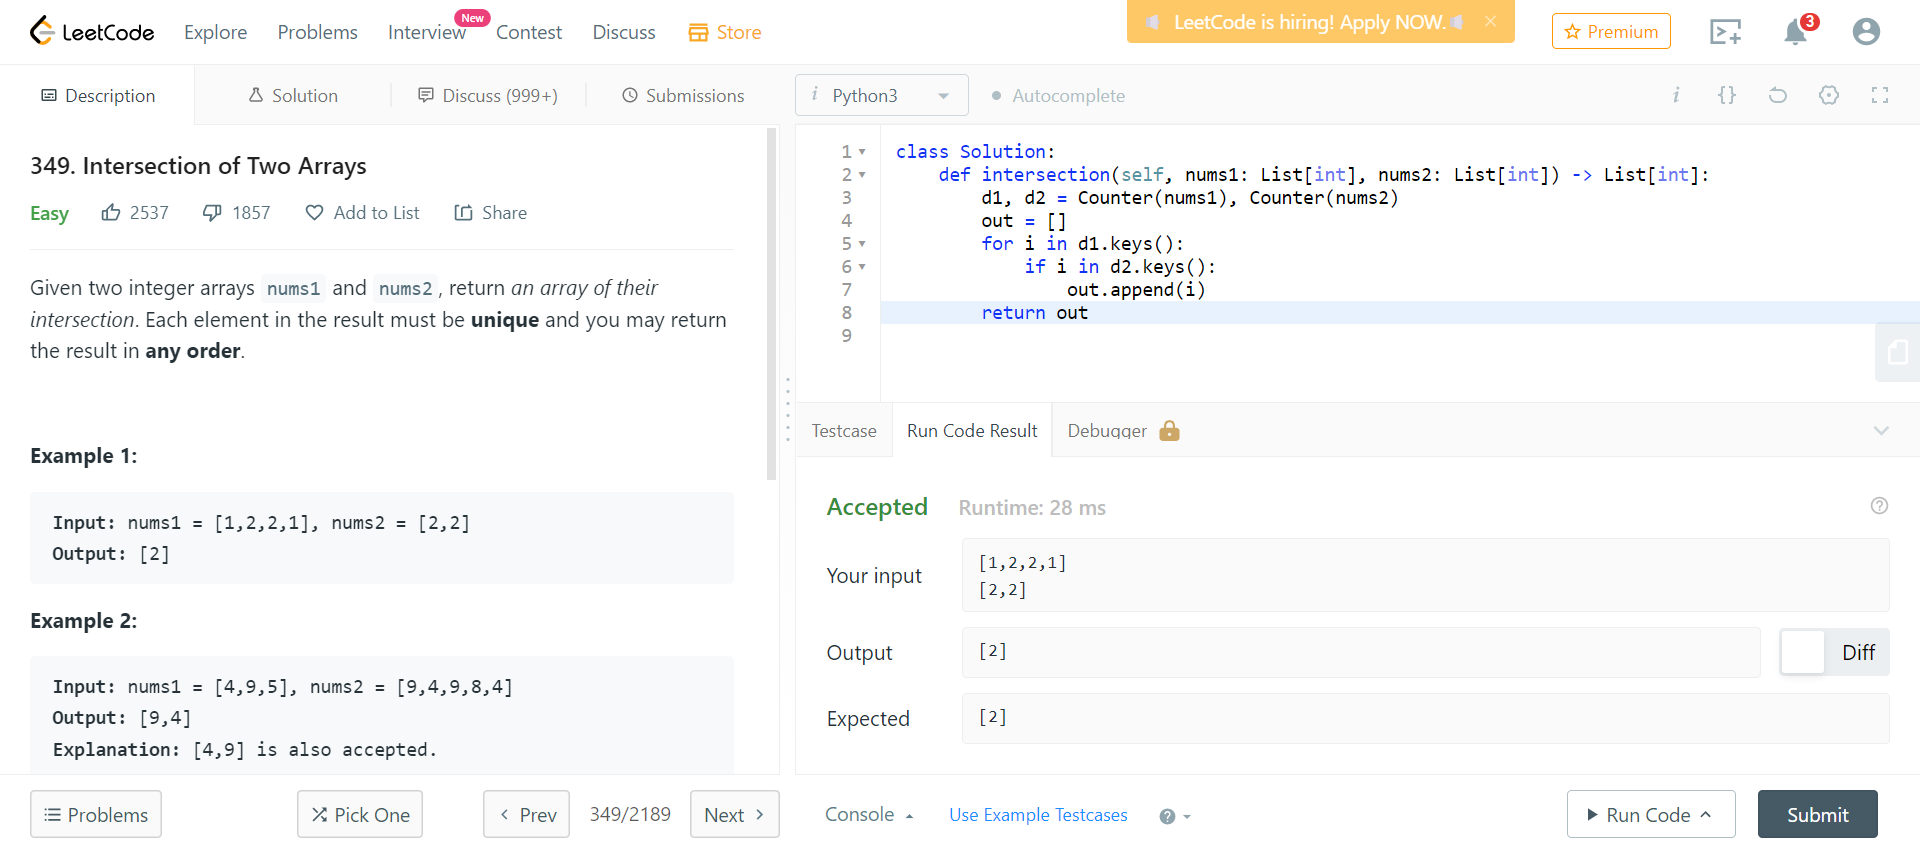 LeetCode Explore Problems Interview New Contest Discuss Store LeetCode is hiring! Apply NOW. Premium 3
Description Solution Discuss (999+) Submissions
349. Intersection of Two Arrays
Easy 2537 1857 Add to List Share
Given two integer arrays nums1 and nums2, return an array of their
intersection. Each element in the result must be unique and you may return
the result in any order.
Example 1:
Input: nums1 = [1,2,2,1], nums2 = [2,2]
Output: [2]
Example 2:
Input: nums1 = [4,9,5], nums2 = [9,4,9,8,4]
Output: [9,4]
Explanation: [4,9] is also accepted.
Problems Pick One Prev 349/2189 Next
i Python3 Autocomplete i {}
1 class Solution:
2 def intersection(self, nums1: List[int], nums2: List[int]) -> List[int]:
3 d1, d2 = Counter(nums1), Counter(nums2)
4 out = []
5 for i in d1.keys():
6 if i in d2.keys():
7 out.append(i)
8 return out
9
Testcase Run Code Result Debugger
Accepted Runtime: 28 ms ?
Your input
[1,2,2,1]
[2,2]
Output [2] Diff
Expected [2]
Console Use Example Testcases ? Run Code Submit